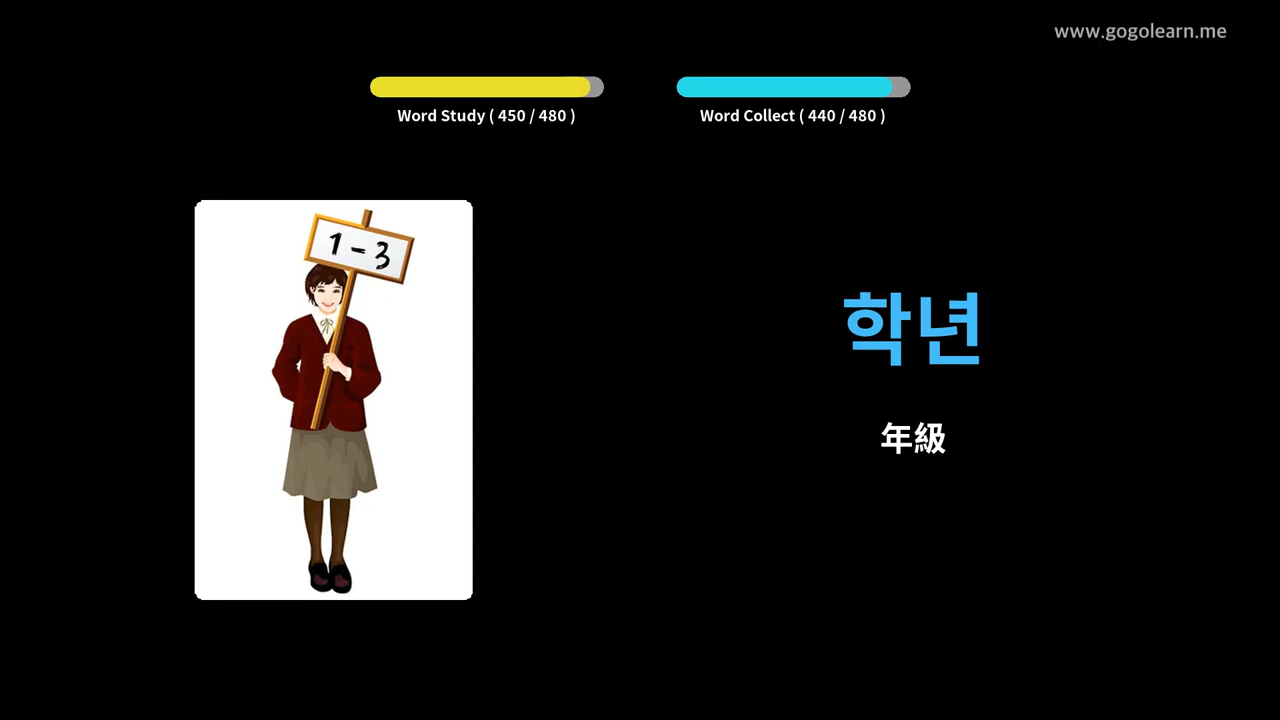 www.gogolearn.me
Word Study ( 450 / 480 )
Word Collect ( 440 / 480 )
1 - 3
학년
年級